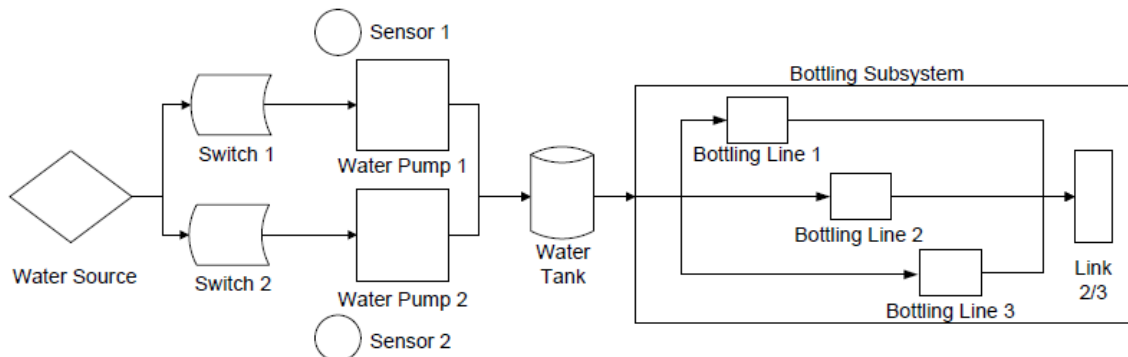 Sensor 1
Bottling Subsystem
Switch 1
Water Pump 1
Bottling Line 1
Water Source
Switch 2
Water Pump 2
Water
Tank
Bottling Line 2
Bottling Line 3
Link
2/3
Sensor 2